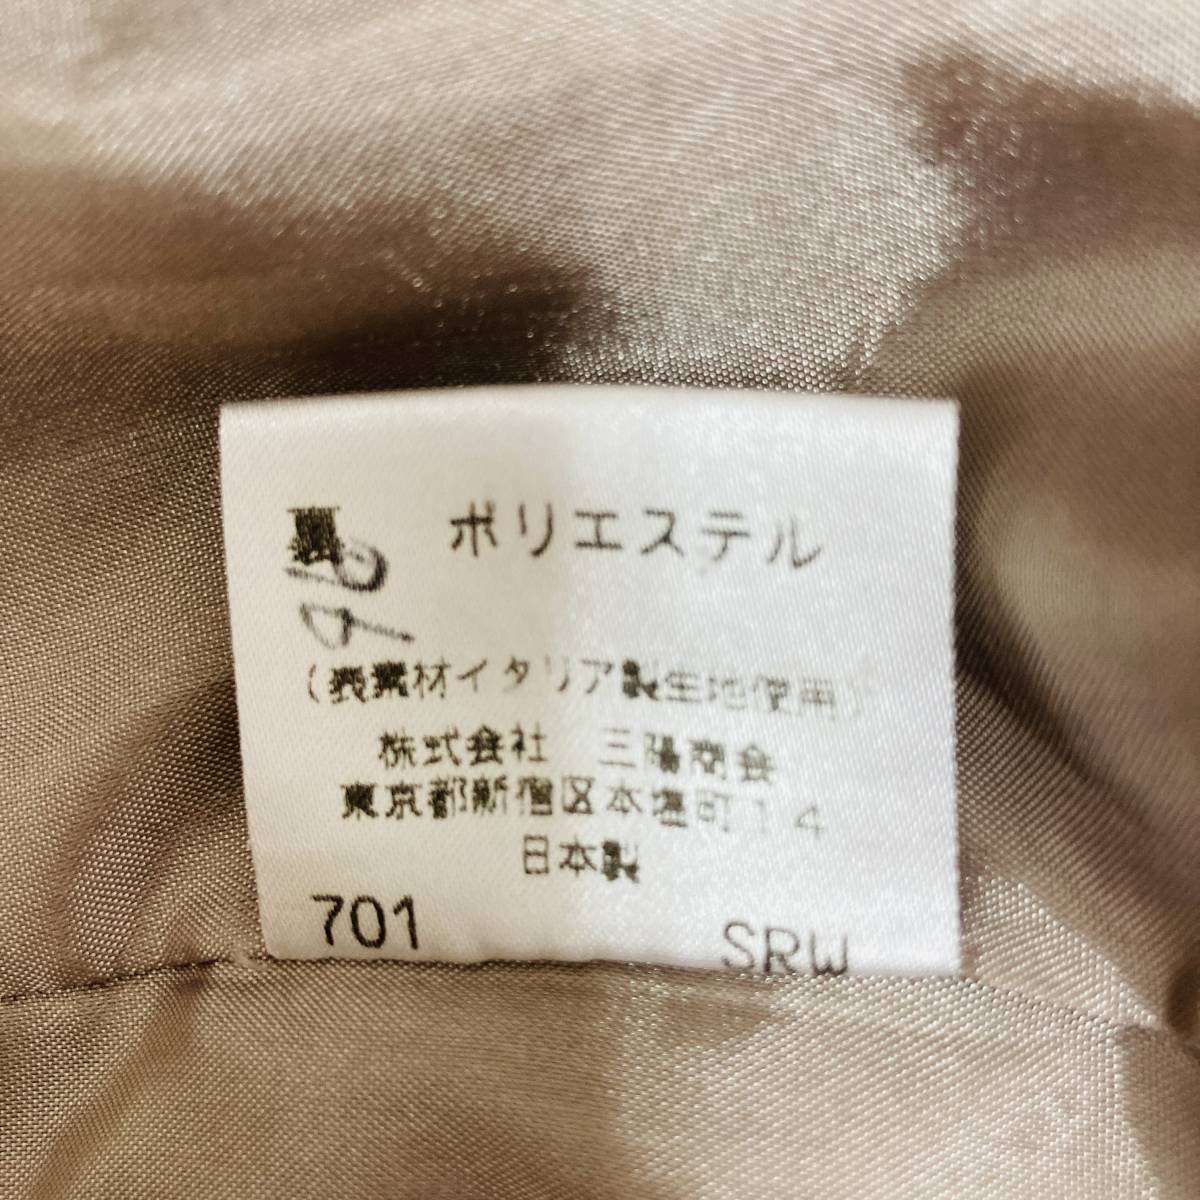 裏 ポリエステル
(表素材イタリア製生地使用)
株式会社 三陽商会
東京都新宿区本塩町14
日本製
701 SRW